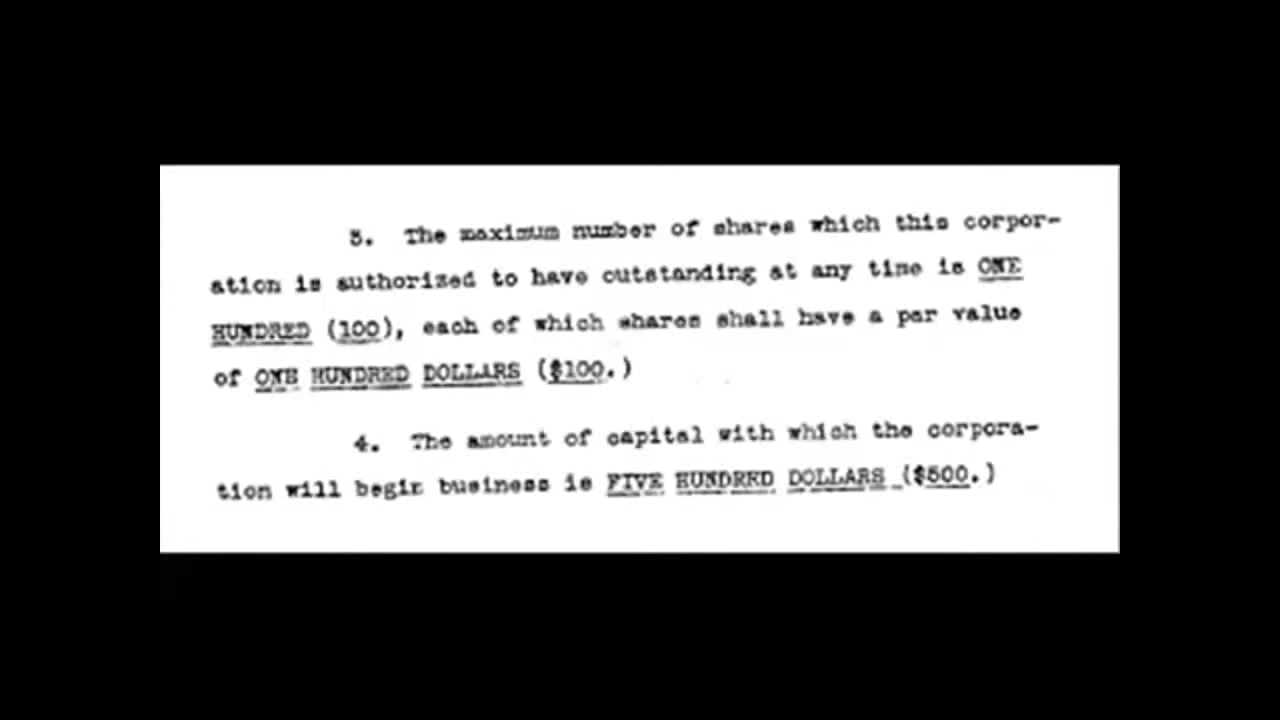 3. The maximum number of shares which this corpor-
ation is authorized to have outstanding at any time is ONE
HUNDRED (100), each of which shares shall have a par value
of ONE HUNDRED DOLLARS ($100.)
4. The amount of capital with which the corpora-
tion will begin business is FIVE HUNDRED DOLLARS ($500.)